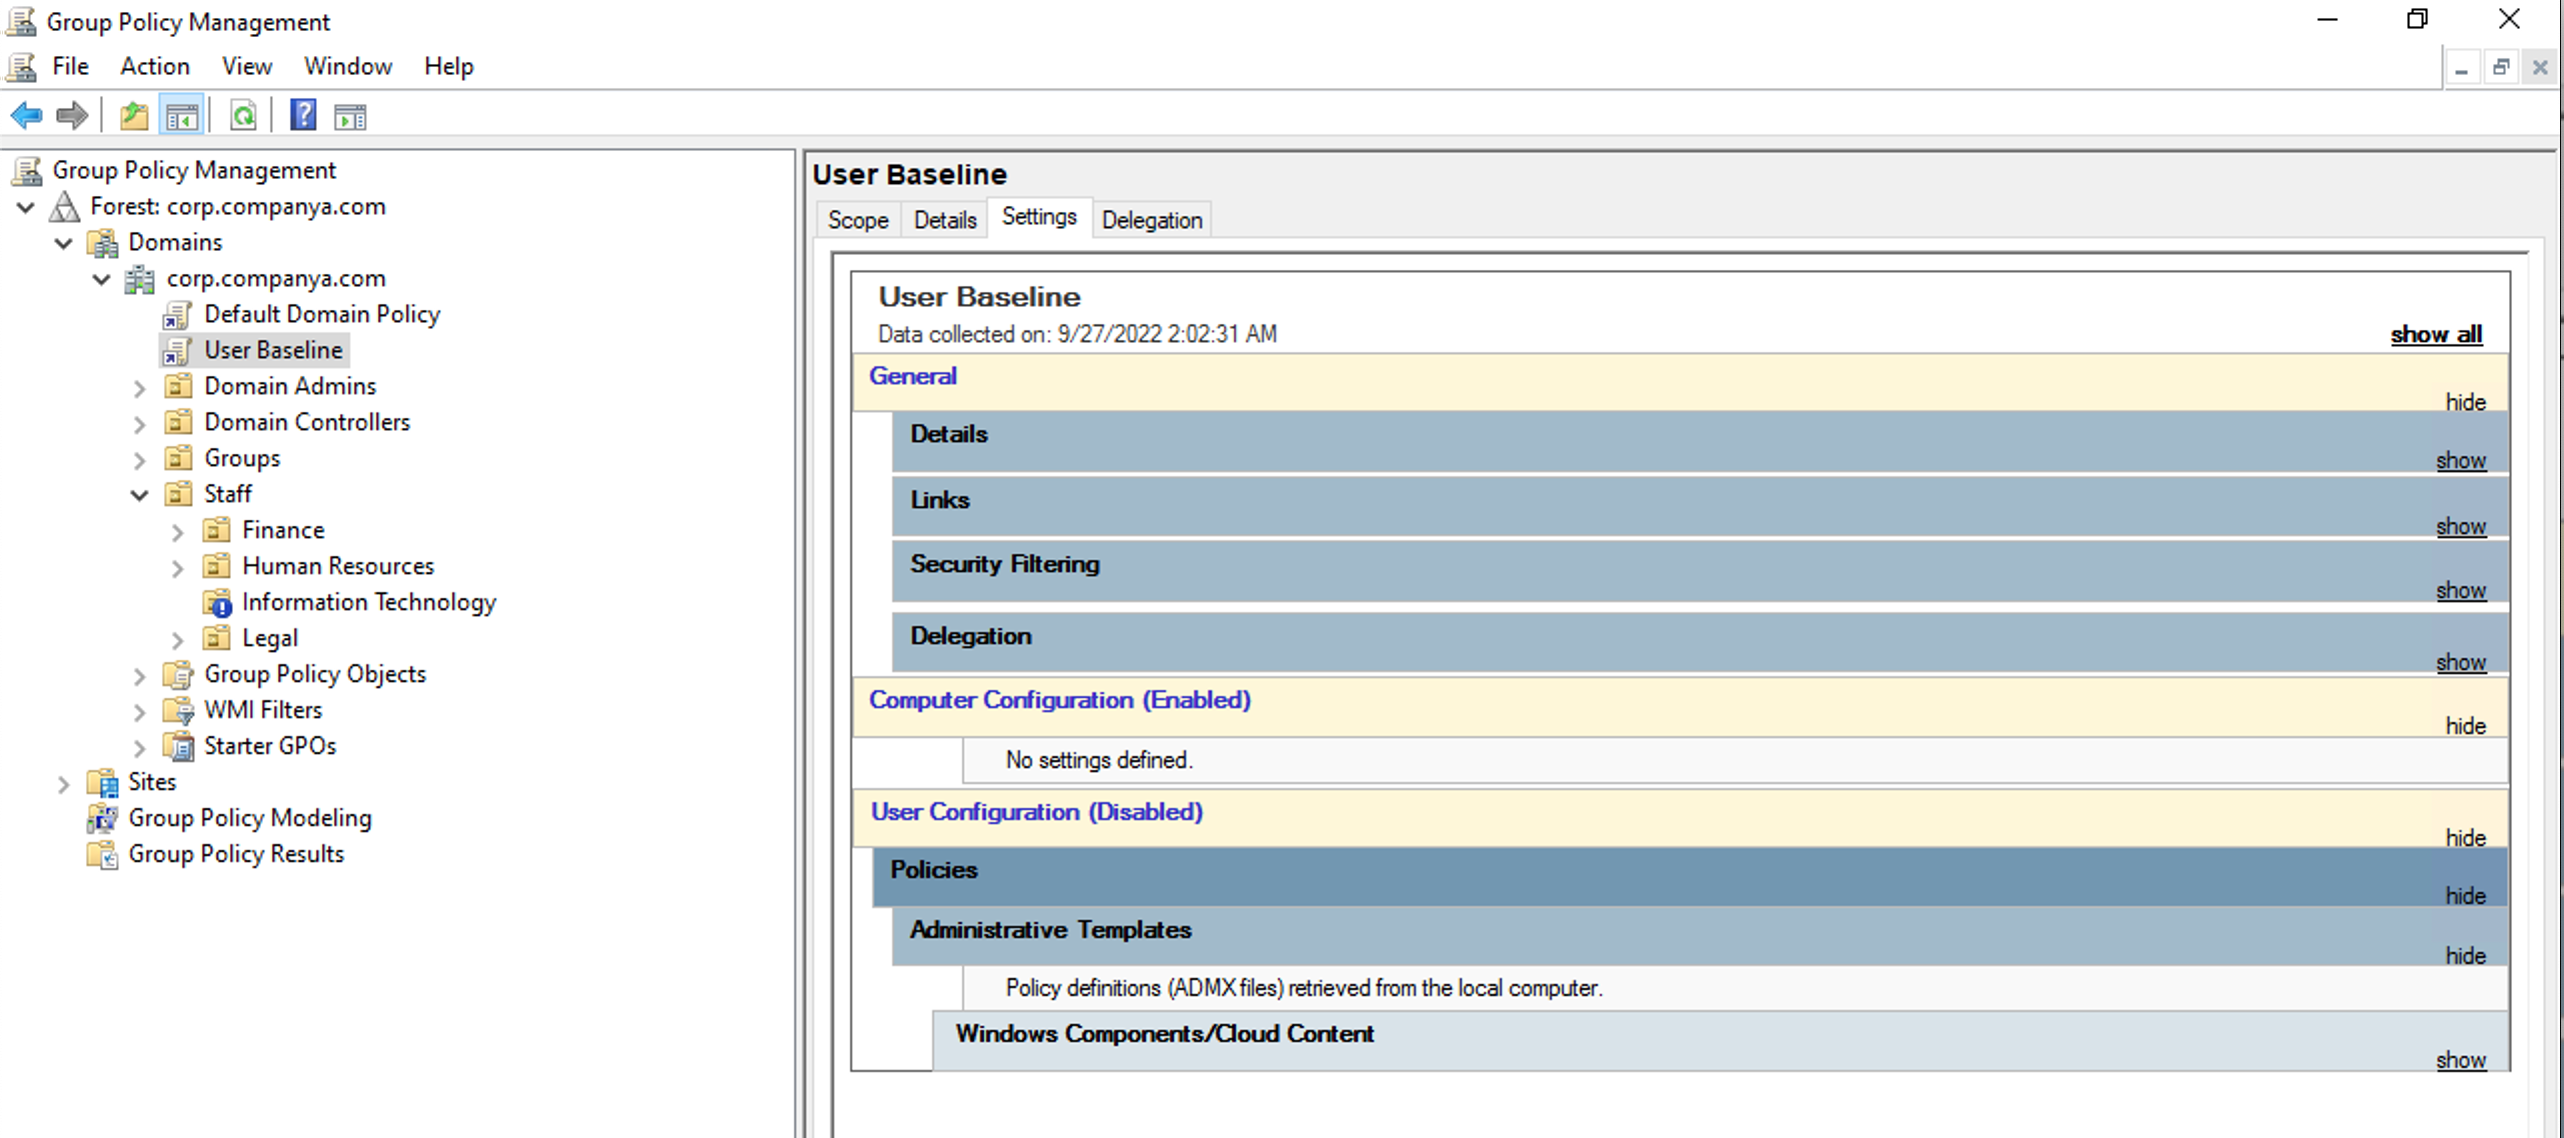 Group Policy Management
File Action View Window Help
Group Policy Management
Forest: corp.companya.com
Domains
corp.companya.com
Default Domain Policy
User Baseline
Domain Admins
Domain Controllers
Groups
Staff
Finance
Human Resources
Information Technology
Legal
Group Policy Objects
WMI Filters
Starter GPOs
Sites
Group Policy Modeling
Group Policy Results
User Baseline
Scope Details Settings Delegation
User Baseline
Data collected on: 9/27/2022 2:02:31 AM show all
General
hide
Details
show
Links
show
Security Filtering
show
Delegation
show
Computer Configuration (Enabled)
hide
No settings defined.
User Configuration (Disabled)
hide
Policies
hide
Administrative Templates
hide
Policy definitions (ADMX files) retrieved from the local computer.
Windows Components/Cloud Content
show